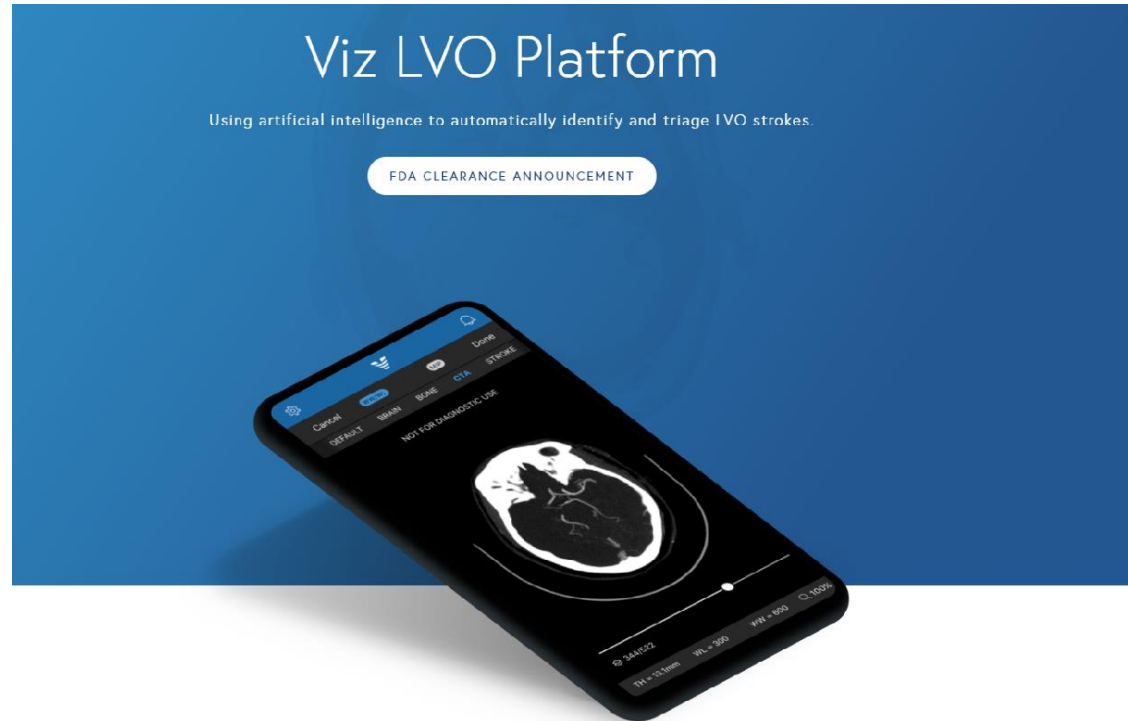 Viz LVO Platform
Using artificial intelligence to automatically identify and triage LVO strokes.
FDA CLEARANCE ANNOUNCEMENT
Cancel Done
DEFAULT BRAIN BONE CTA STROKE
NOT FOR DIAGNOSTIC USE
WL = 300 WW = 600 100%